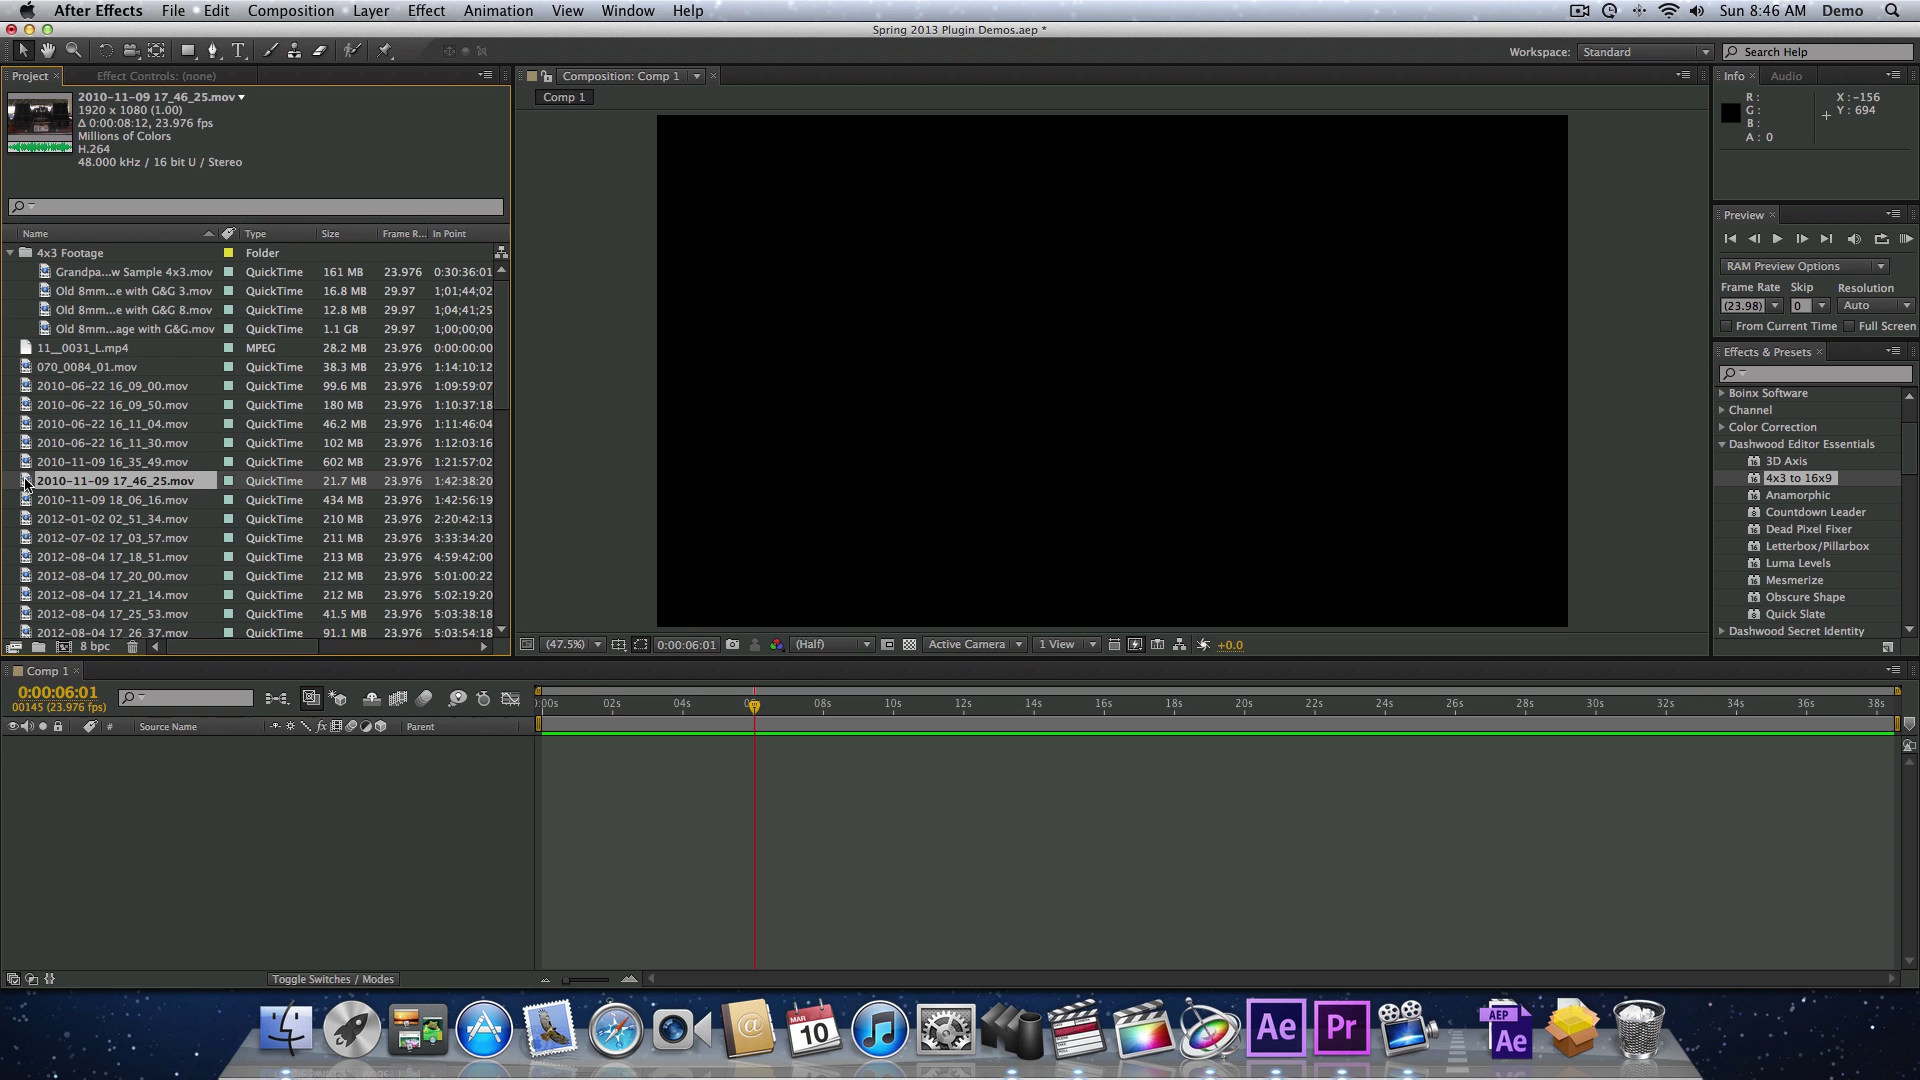 After Effects File Edit Composition Layer Effect Animation View Window Help
Sun 8:46 AM Demo
Spring 2013 Plugin Demos.aep *
Workspace: Standard
Search Help
Project Effect Controls: (none)
2010-11-09 17_46_25.mov
1920 x 1080 (1.00)
Δ 0:00:08:12, 23.976 fps
Millions of Colors
H.264
48.000 kHz / 16 bit U / Stereo
Name Type Size Frame R... In Point
4x3 Footage Folder
Grandpa...w Sample 4x3.mov QuickTime 161 MB 23.976 0:30:36:01
Old 8mm...e with G&G 3.mov QuickTime 16.8 MB 29.97 1;01;44;02
Old 8mm...e with G&G 8.mov QuickTime 12.8 MB 29.97 1;04;41;25
Old 8mm...age with G&G.mov QuickTime 1.1 GB 29.97 1;00;00;00
11__0031_L.mp4 MPEG 28.2 MB 23.976 0:00:00:00
070_0084_01.mov QuickTime 38.3 MB 23.976 1:14:10:12
2010-06-22 16_09_00.mov QuickTime 99.6 MB 23.976 1:09:59:07
2010-06-22 16_09_50.mov QuickTime 180 MB 23.976 1:10:37:18
2010-06-22 16_11_04.mov QuickTime 46.2 MB 23.976 1:11:46:04
2010-06-22 16_11_30.mov QuickTime 102 MB 23.976 1:12:03:16
2010-11-09 16_35_49.mov QuickTime 602 MB 23.976 1:21:57:02
2010-11-09 17_46_25.mov QuickTime 21.7 MB 23.976 1:42:38:20
2010-11-09 18_06_16.mov QuickTime 434 MB 23.976 1:42:56:19
2012-01-02 02_51_34.mov QuickTime 210 MB 23.976 2:20:42:13
2012-07-02 17_03_57.mov QuickTime 211 MB 23.976 3:33:34:20
2012-08-04 17_18_51.mov QuickTime 213 MB 23.976 4:59:42:00
2012-08-04 17_20_00.mov QuickTime 212 MB 23.976 5:01:00:22
2012-08-04 17_21_14.mov QuickTime 212 MB 23.976 5:02:19:20
2012-08-04 17_25_53.mov QuickTime 41.5 MB 23.976 5:03:38:18
2012-08-04 17_26_37.mov QuickTime 91.1 MB 23.976 5:03:54:18
8 bpc
Composition: Comp 1
Comp 1
(47.5%) 0:00:06:01 (Half) Active Camera 1 View +0.0
Info Audio
R: X: -156
G: Y: 694
B:
A: 0
Preview
RAM Preview Options
Frame Rate Skip Resolution
(23.98) 0 Auto
From Current Time Full Screen
Effects & Presets
Boinx Software
Channel
Color Correction
Dashwood Editor Essentials
3D Axis
4x3 to 16x9
Anamorphic
Countdown Leader
Dead Pixel Fixer
Letterbox/Pillarbox
Luma Levels
Mesmerize
Obscure Shape
Quick Slate
Dashwood Secret Identity
Comp 1
0:00:06:01
00145 (23.976 fps)
# Source Name fx Parent
:00s 02s 04s 08s 10s 12s 14s 16s 18s 20s 22s 24s 26s 28s 30s 32s 34s 36s 38s
Toggle Switches / Modes
MAR
10
Ae
Pr
AEP
Ae